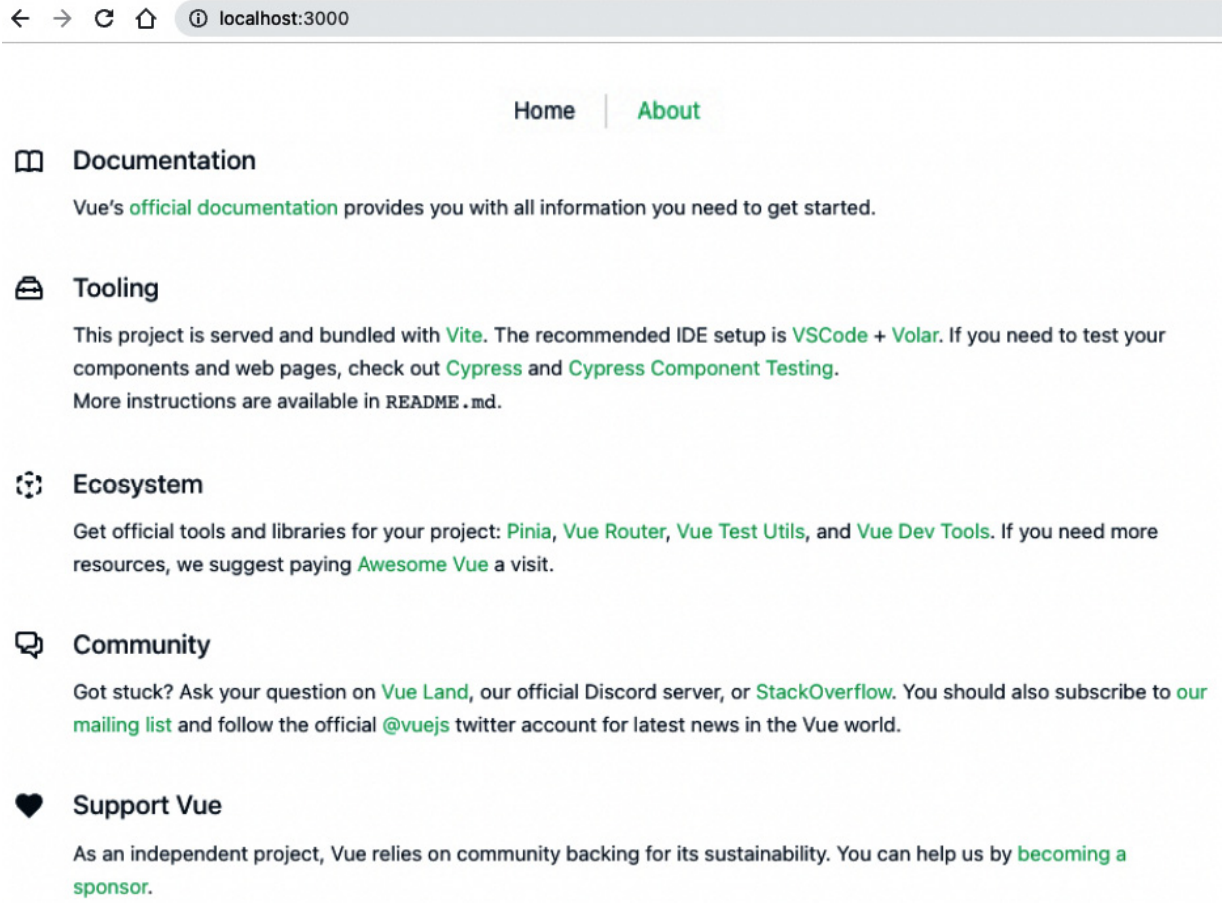 localhost:3000
Home
About
Documentation
Vue's official documentation provides you with all information you need to get started.
Tooling
This project is served and bundled with Vite. The recommended IDE setup is VSCode + Volar. If you need to test your
components and web pages, check out Cypress and Cypress Component Testing.
More instructions are available in README.md.
Ecosystem
Get official tools and libraries for your project: Pinia, Vue Router, Vue Test Utils, and Vue Dev Tools. If you need more
resources, we suggest paying Awesome Vue a visit.
Community
Got stuck? Ask your question on Vue Land, our official Discord server, or StackOverflow. You should also subscribe to our
mailing list and follow the official @vuejs twitter account for latest news in the Vue world.
Support Vue
As an independent project, Vue relies on community backing for its sustainability. You can help us by becoming a
sponsor.